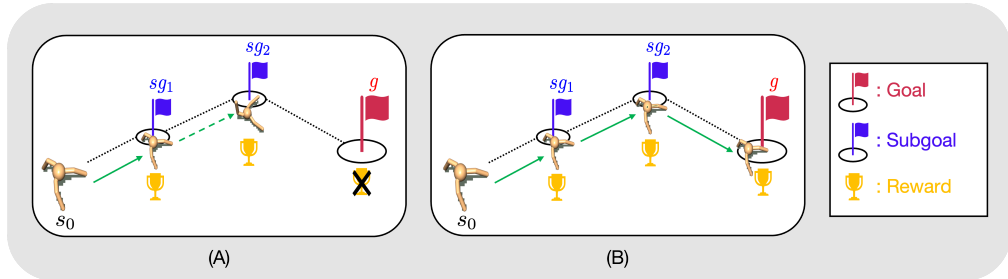 sg₂
sg₁
g
s₀
(A)
sg₂
sg₁
g
s₀
(B)
: Goal
: Subgoal
: Reward